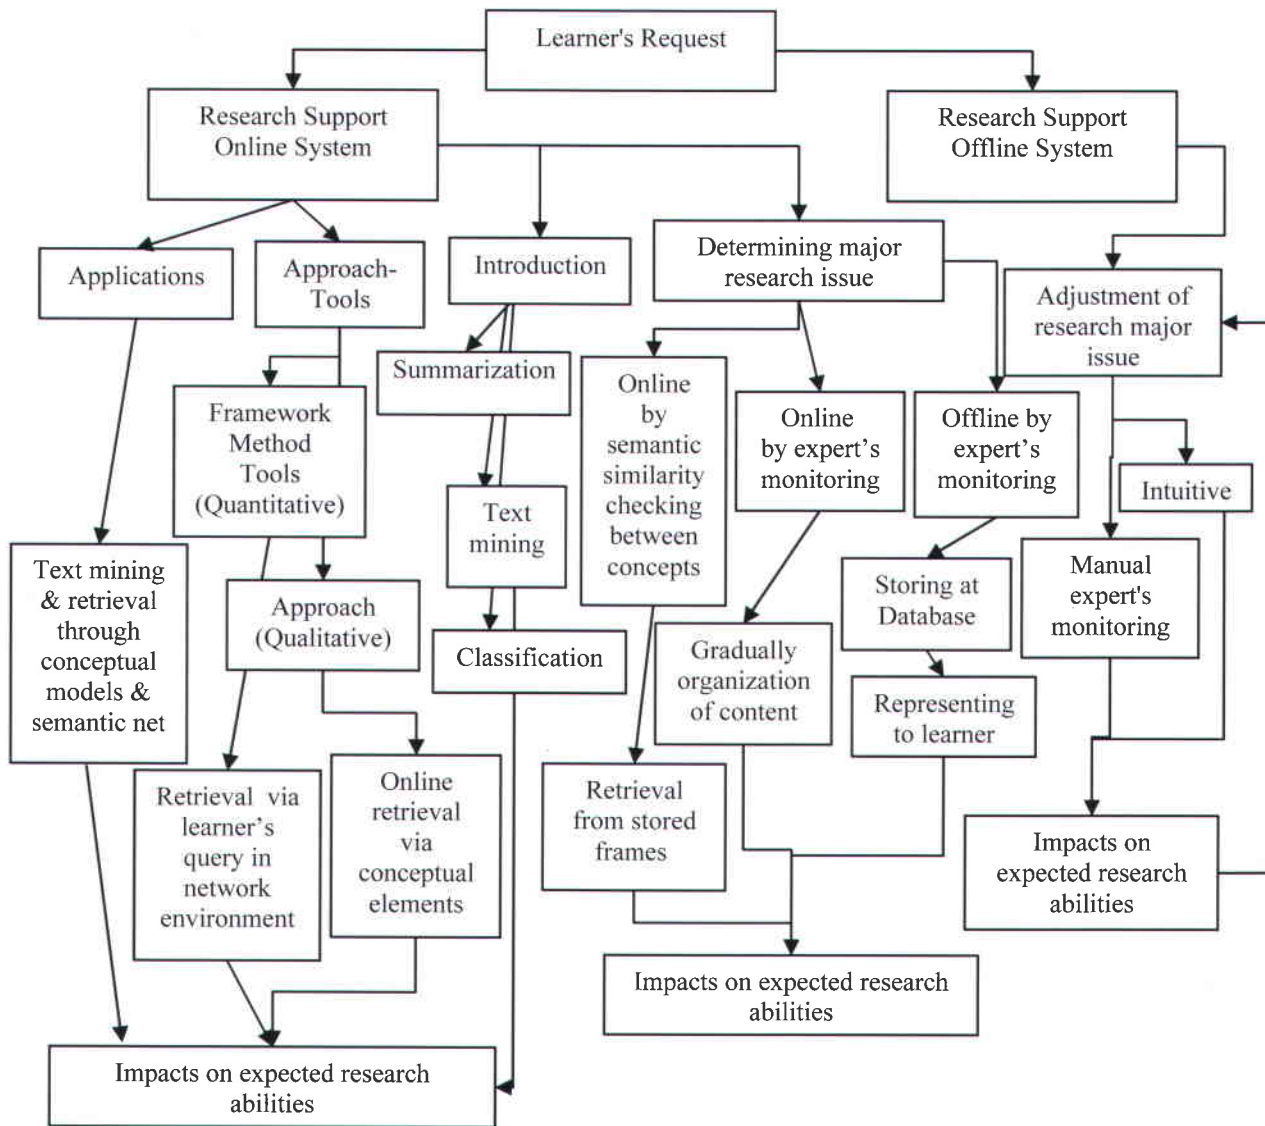 Learner's Request
Research Support
Online System
Research Support
Offline System
Applications
Approach-
Tools
Introduction
Determining major
research issue
Adjustment of
research major
issue
Summarization
Framework
Method
Tools
(Quantitative)
Online
by
semantic
similarity
checking
between
concepts
Online
by expert's
monitoring
Offline by
expert's
monitoring
Intuitive
Text
mining
Text mining
& retrieval
through
conceptual
models &
semantic net
Approach
(Qualitative)
Classification
Storing at
Database
Manual
expert's
monitoring
Gradually
organization
of content
Representing
to learner
Retrieval via
learner's
query in
network
environment
Online
retrieval
via
conceptual
elements
Retrieval
from stored
frames
Impacts on
expected research
abilities
Impacts on expected research
abilities
Impacts on expected research
abilities